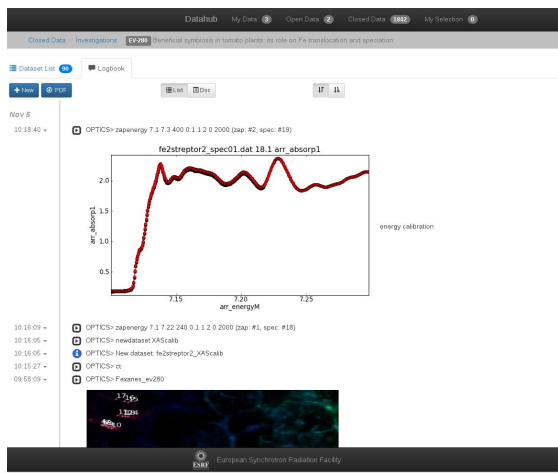 Datahub My Data 3 Open Data 2 Closed Data 1842 My Selection 0
Closed Data Investigations EV-280 Beneficial symbiosis in tomato plants: its role on Fe translocation and speciation
Dataset List 90 Logbook
+ New PDF List Doc
Nov 5
10:18:40 OPTICS> zapenergy 7.1 7.3 400 0.1 1 2 0 2000 (zap: #2, spec: #19)
fe2streptor2_spec01.dat 18.1 arr_absorp1
2.0
1.5
1.0
0.5
arr_absorp1
energy calibration
7.15 7.20 7.25
arr_energyM
10:16:09 OPTICS> zapenergy 7.1 7.22 240 0.1 1 2 0 2000 (zap: #1, spec: #18)
10:16:05 OPTICS> newdataset XAScalib
10:16:05 OPTICS> New dataset: fe2streptor2_XAScalib
10:15:27 OPTICS> ct
09:58:09 OPTICS> Fexanes_ev280
ESRF European Synchrotron Radiation Facility